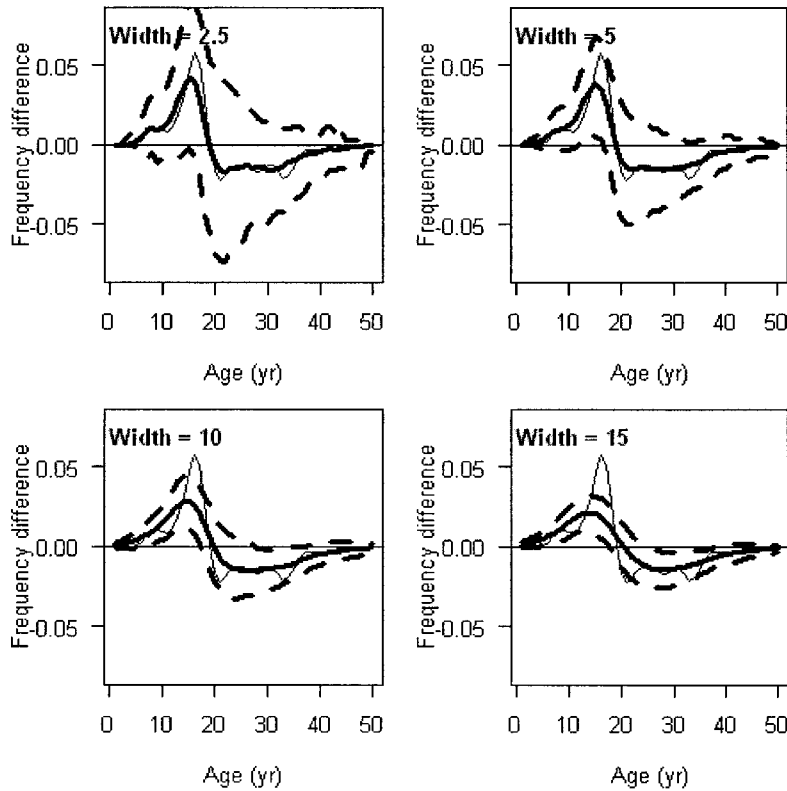 Width = 2.5
Frequency difference
0.05
0.00
-0.05
0 10 20 30 40 50
Age (yr)
Width = 5
Frequency difference
0.05
0.00
-0.05
0 10 20 30 40 50
Age (yr)
Width = 10
Frequency difference
0.05
0.00
-0.05
0 10 20 30 40 50
Age (yr)
Width = 15
Frequency difference
0.05
0.00
-0.05
0 10 20 30 40 50
Age (yr)